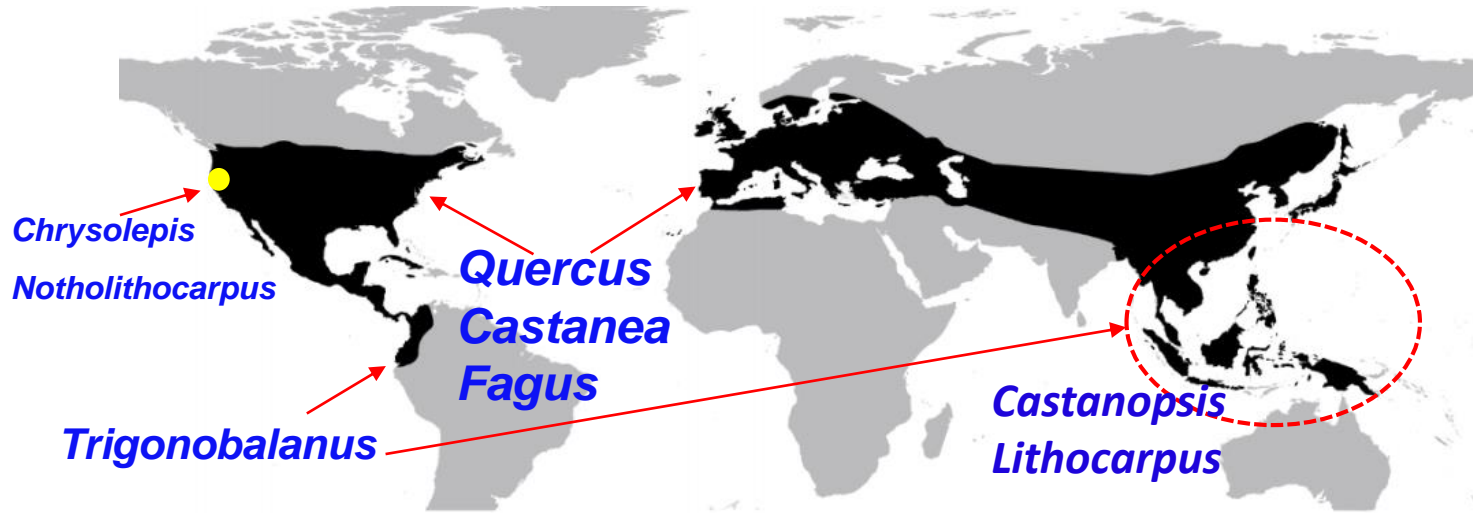 Chrysolepis
Notholithocarpus
Quercus
Castanea
Fagus
Trigonobalanus
Castanopsis
Lithocarpus